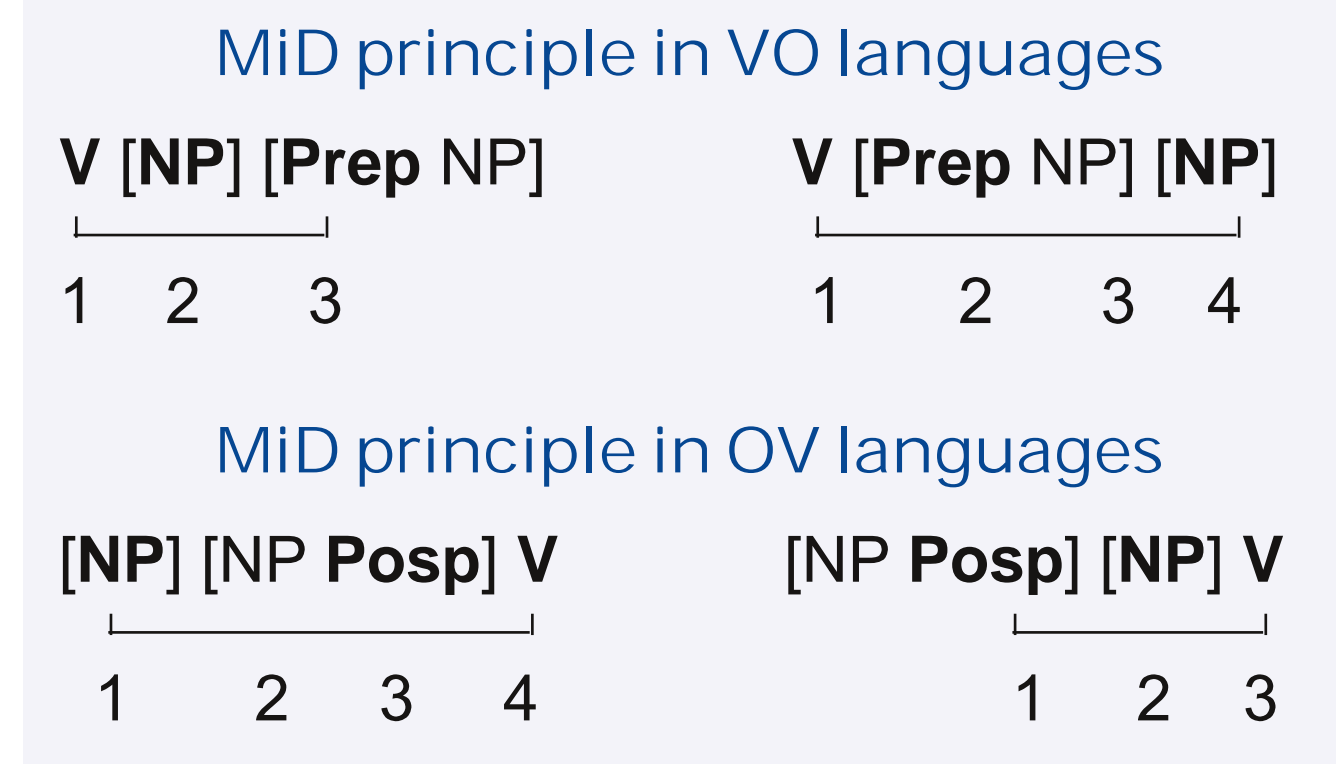 MiD principle in VO languages
V [NP] [Prep NP] V [Prep NP] [NP]
1 2 3 1 2 3 4
MiD principle in OV languages
[NP] [NP Posp] V [NP Posp] [NP] V
1 2 3 4 1 2 3